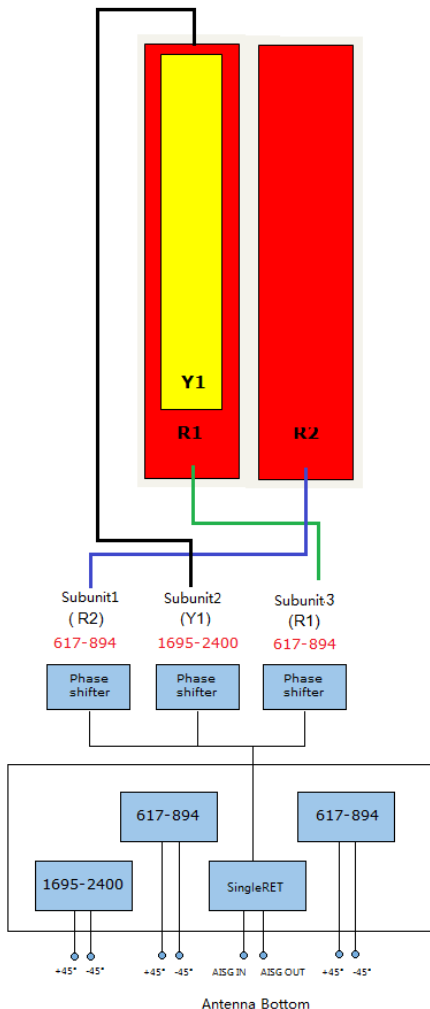 Y1
R1 R2
Subunit1 Subunit2 Subunit3
( R2) (Y1) (R1)
617-894 1695-2400 617-894
Phase shifter Phase shifter Phase shifter
617-894 617-894
1695-2400 SingleRET
+45° -45° +45° -45° AISG IN AISG OUT +45° -45°
Antenna Bottom